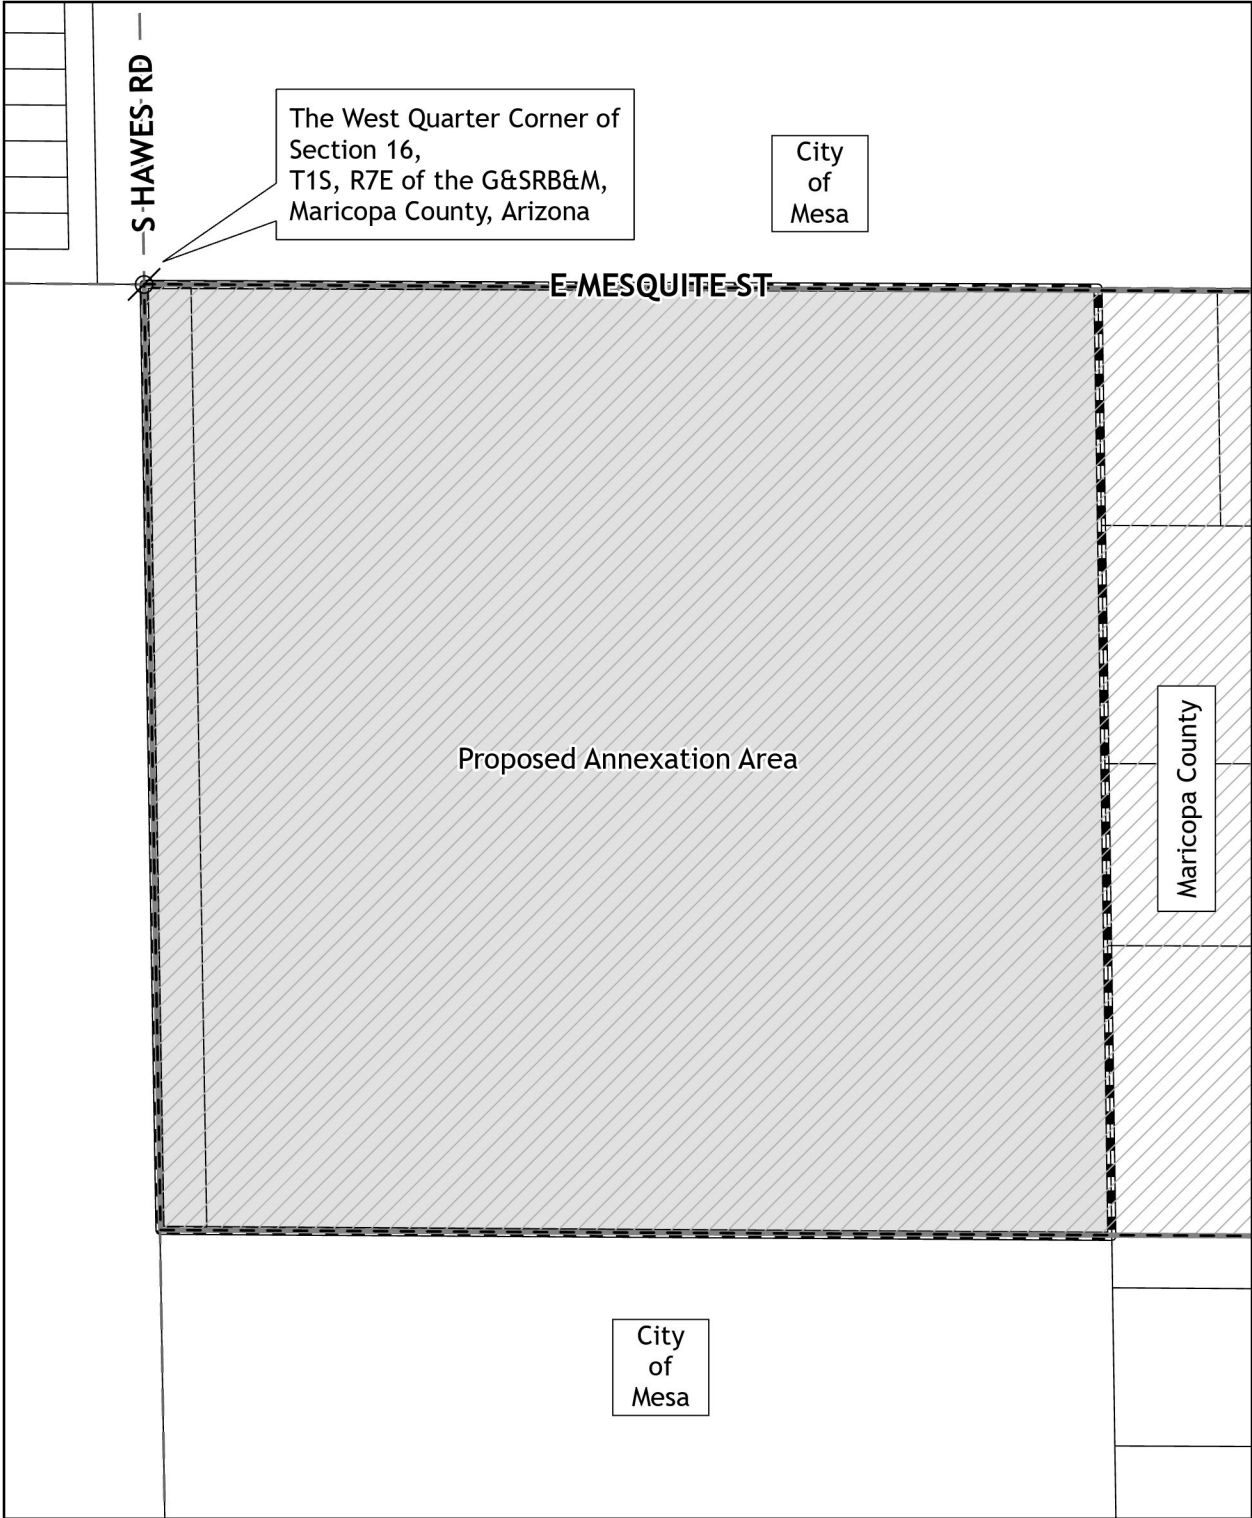 S HAWES RD
The West Quarter Corner of
Section 16,
T1S, R7E of the G&SRB&M,
Maricopa County, Arizona
City
of
Mesa
E MESQUITE ST
Proposed Annexation Area
Maricopa County
City
of
Mesa